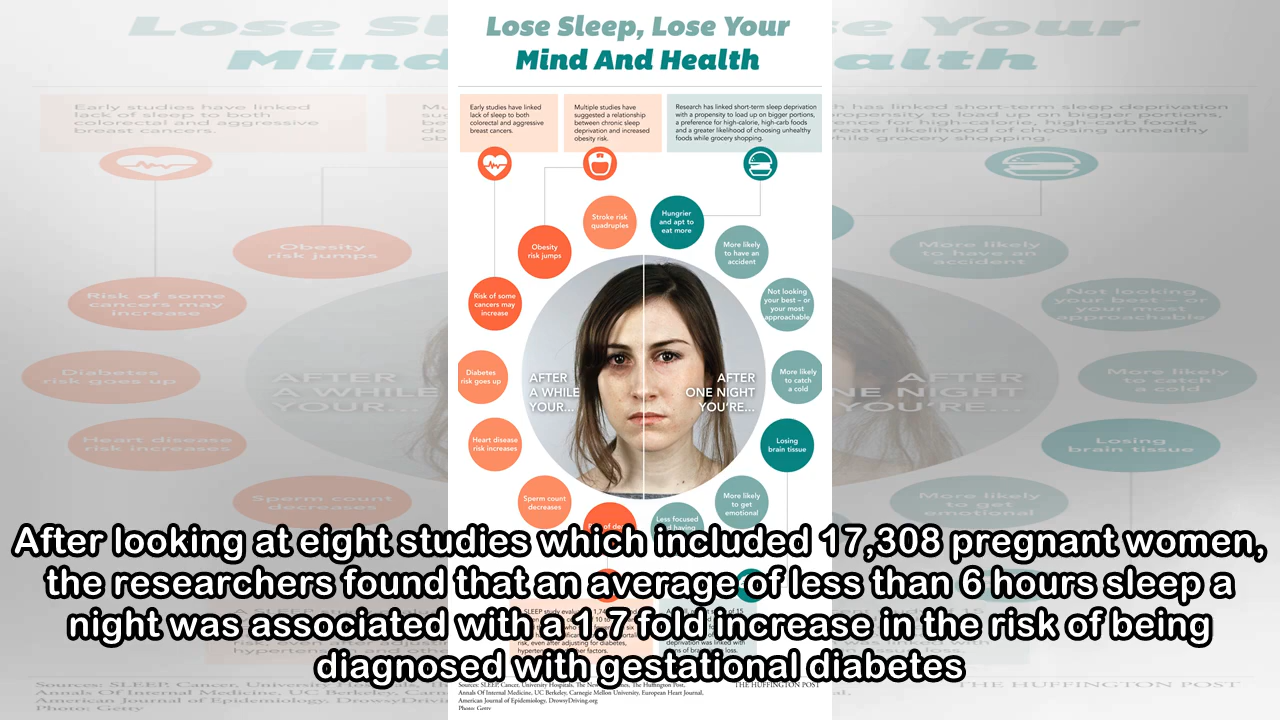 Lose Sleep, Lose Your
Mind And Health
Early studies have linked
lack of sleep to both
colorectal and aggressive
breast cancers.
Multiple studies have
suggested a relationship
between chronic sleep
deprivation and increased
obesity risk.
Research has linked short-term sleep deprivation
with a propensity to load up on bigger portions,
a preference for high-calorie, high-carb foods
and a greater likelihood of choosing unhealthy
foods while grocery shopping.
Stroke risk
quadruples
Hungrier
and apt to
eat more
Obesity
risk jumps
More likely
to have an
accident
Risk of some
cancers may
increase
Not looking
your best – or
your most
approachable
Diabetes
risk goes up
AFTER
A WHILE
YOUR...
AFTER
ONE NIGHT
YOU'RE...
More likely
to catch
a cold
Heart disease
risk increases
Losing
brain tissue
Sperm count
decreases
More likely
to get
emotional
Less focused
having
After looking at eight studies which included 17,308 pregnant women,
the researchers found that an average of less than 6 hours sleep a
night was associated with a 1.7 fold increase in the risk of being
diagnosed with gestational diabetes
Sources: SLEEP, Cancer, University Hospitals, The New Times, The Huffington Post,
Annals Of Internal Medicine, UC Berkeley, Carnegie Mellon University, European Heart Journal,
American Journal of Epidemiology, DrowsyDriving.org
Photo: Getty
THE HUFFINGTON POST